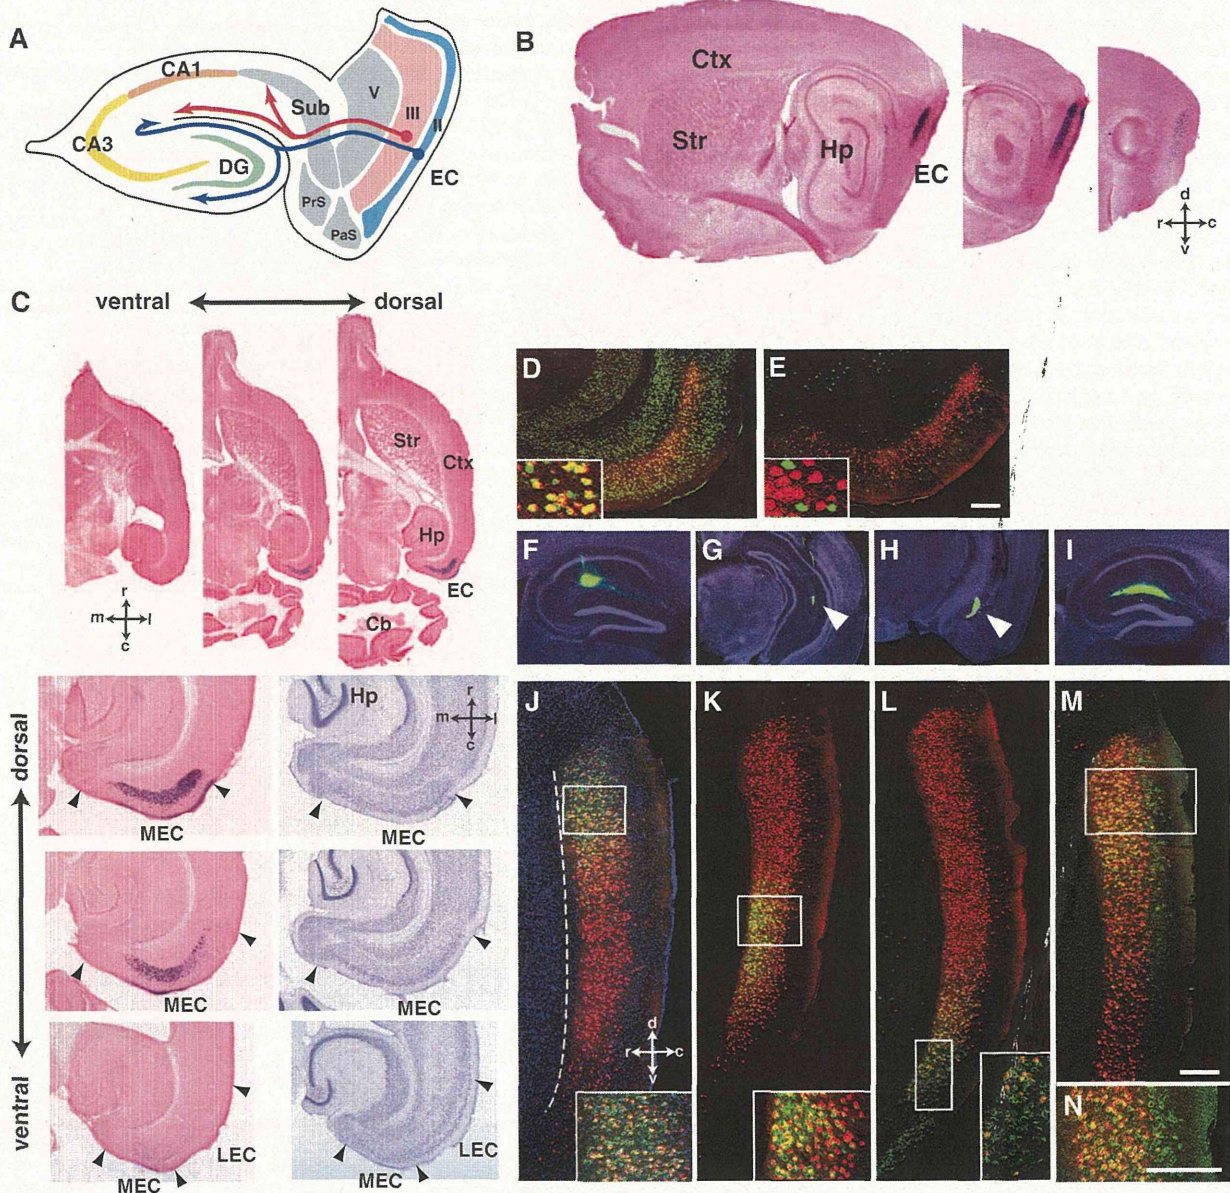 A
CA1
CA3
Sub
DG
V
III
II
EC
PrS
PaS
B
Ctx
Str
Hp
EC
d
r
c
v
C
ventral
dorsal
Str
Ctx
Hp
EC
Cb
r
m
l
c
dorsal
ventral
MEC
Hp
r
m
l
c
MEC
MEC
MEC
LEC
MEC
LEC
MEC
D
E
F
G
H
I
J
d
r
c
v
K
L
M
N